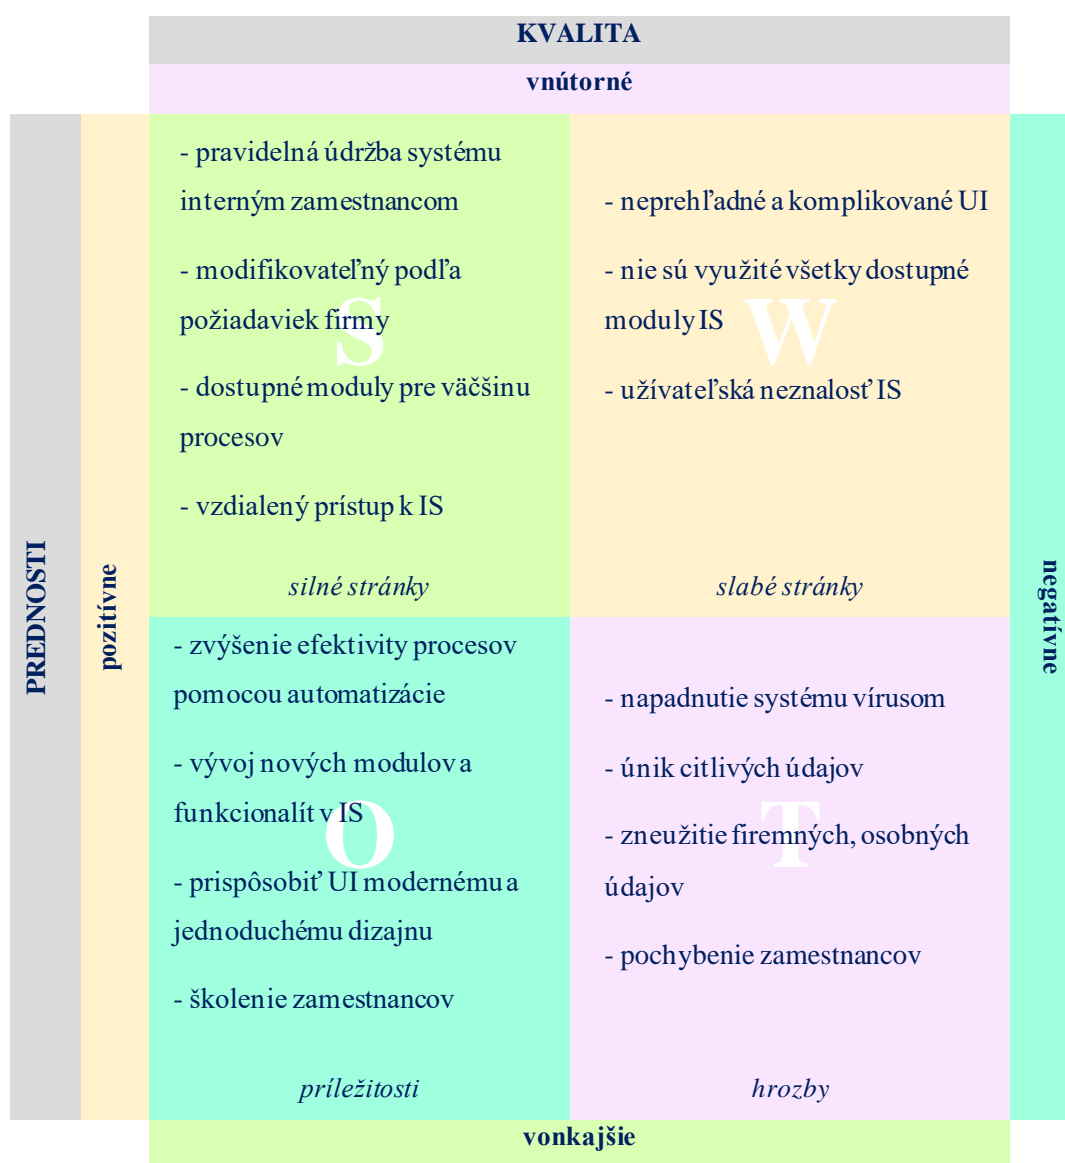 KVALITA
vnútorné
PREDNOSTI
pozitívne
- pravidelná údržba systému
interným zamestnancom
- modifikovateľný podľa
požiadaviek firmy
- dostupné moduly pre väčšinu
procesov
- vzdialený prístup k IS
S
silné stránky
- neprehľadné a komplikované UI
- nie sú využité všetky dostupné
moduly IS
- užívateľská neznalosť IS
W
slabé stránky
negatívne
- zvýšenie efektivity procesov
pomocou automatizácie
- vývoj nových modulov a
funkcionalít v IS
- prispôsobiť UI modernému a
jednoduchému dizajnu
- školenie zamestnancov
O
príležitosti
- napadnutie systému vírusom
- únik citlivých údajov
- zneužitie firemných, osobných
údajov
- pochybenie zamestnancov
T
hrozby
vonkajšie